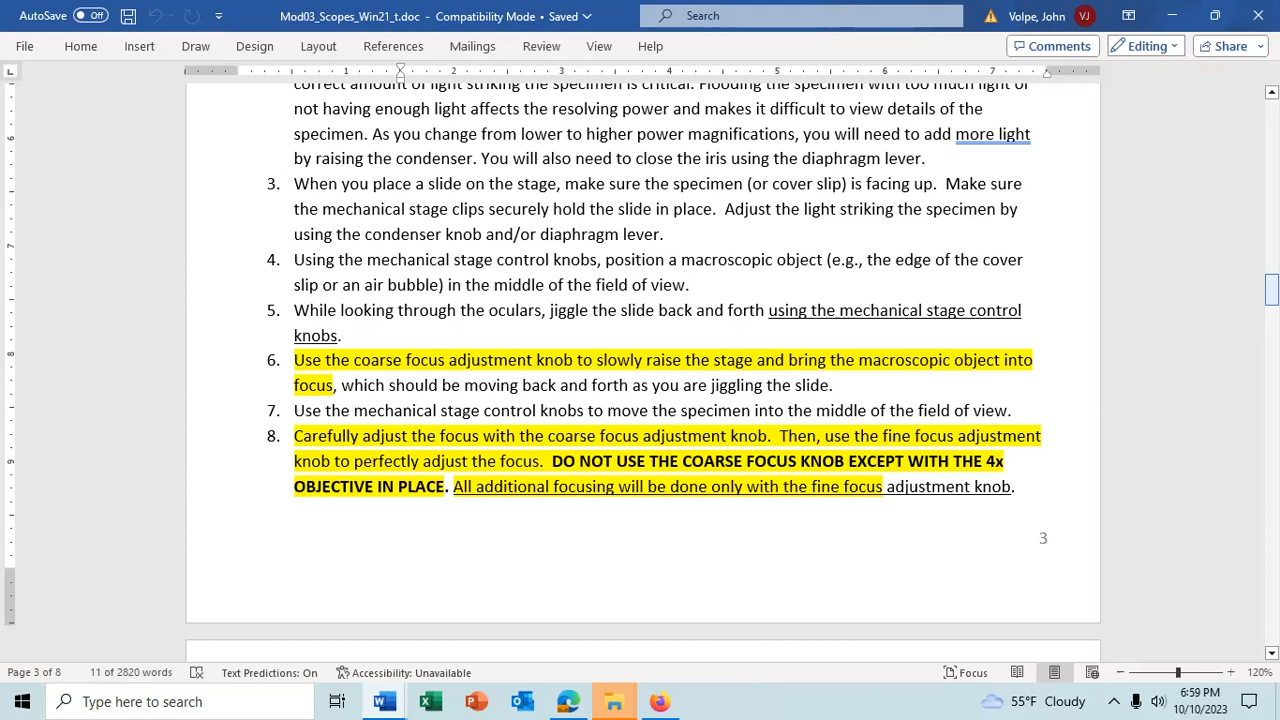 AutoSave Off Mod03_Scopes_Win21_t.doc - Compatibility Mode • Saved Search Volpe, John VJ
File Home Insert Draw Design Layout References Mailings Review View Help Comments Editing Share
1 2 3 4 5 6 7
correct amount of light striking the specimen is critical. Flooding the specimen with too much light or
not having enough light affects the resolving power and makes it difficult to view details of the
specimen. As you change from lower to higher power magnifications, you will need to add more light
by raising the condenser. You will also need to close the iris using the diaphragm lever.
3. When you place a slide on the stage, make sure the specimen (or cover slip) is facing up. Make sure
the mechanical stage clips securely hold the slide in place. Adjust the light striking the specimen by
using the condenser knob and/or diaphragm lever.
4. Using the mechanical stage control knobs, position a macroscopic object (e.g., the edge of the cover
slip or an air bubble) in the middle of the field of view.
5. While looking through the oculars, jiggle the slide back and forth using the mechanical stage control
knobs.
6. Use the coarse focus adjustment knob to slowly raise the stage and bring the macroscopic object into
focus, which should be moving back and forth as you are jiggling the slide.
7. Use the mechanical stage control knobs to move the specimen into the middle of the field of view.
8. Carefully adjust the focus with the coarse focus adjustment knob. Then, use the fine focus adjustment
knob to perfectly adjust the focus. DO NOT USE THE COARSE FOCUS KNOB EXCEPT WITH THE 4x
OBJECTIVE IN PLACE. All additional focusing will be done only with the fine focus adjustment knob.
3
6
7
8
9
Page 3 of 8 11 of 2820 words Text Predictions: On Accessibility: Unavailable Focus 120%
Type here to search 55°F Cloudy 6:59 PM
10/10/2023